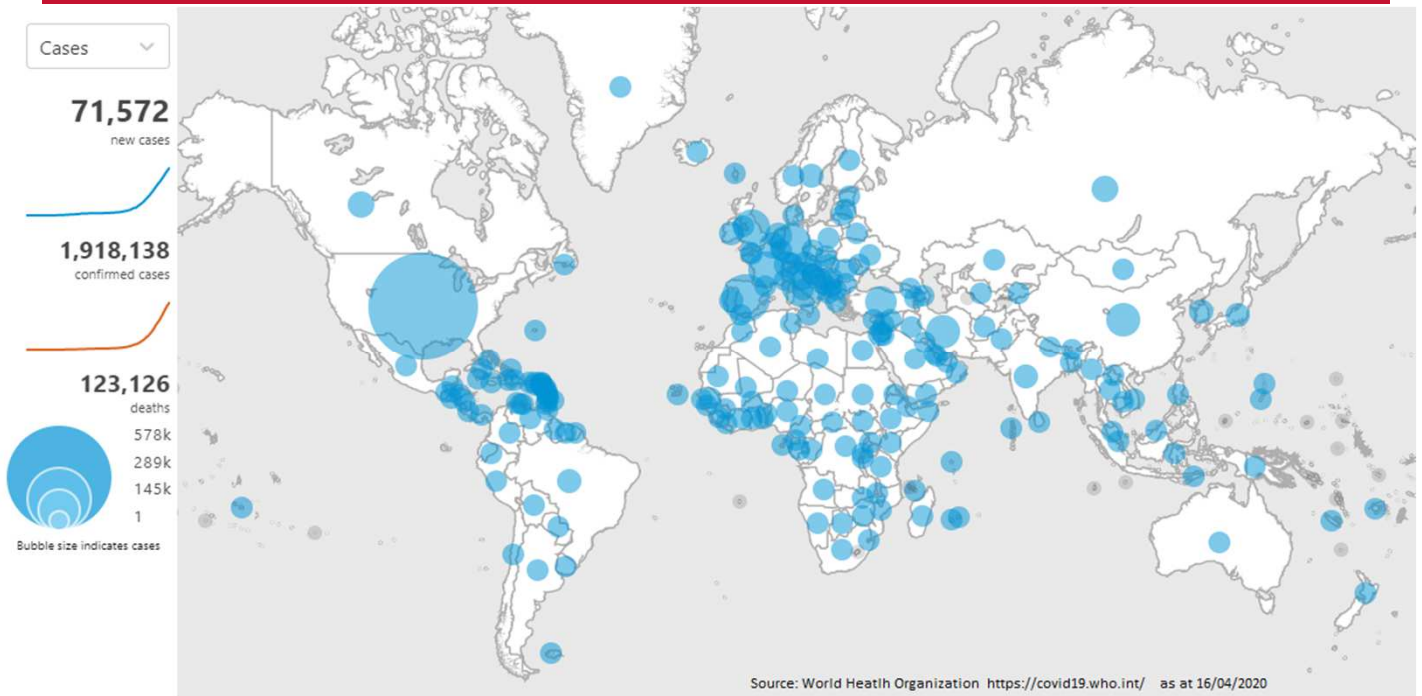 Cases
71,572
new cases
1,918,138
confirmed cases
123,126
deaths
578k
289k
145k
1
Bubble size indicates cases
Source: World Heatlh Organization https://covid19.who.int/ as at 16/04/2020